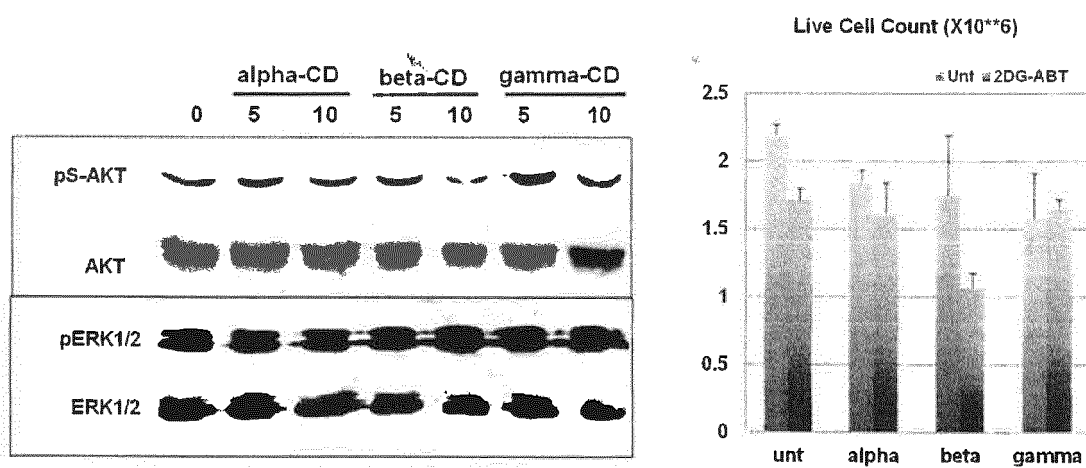 alpha-CD beta-CD gamma-CD
0 5 10 5 10 5 10
pS-AKT
AKT
pERK1/2
ERK1/2
Live Cell Count (X10**6)
Unt 2DG-ABT
2.5
2
1.5
1
0.5
0
unt alpha beta gamma